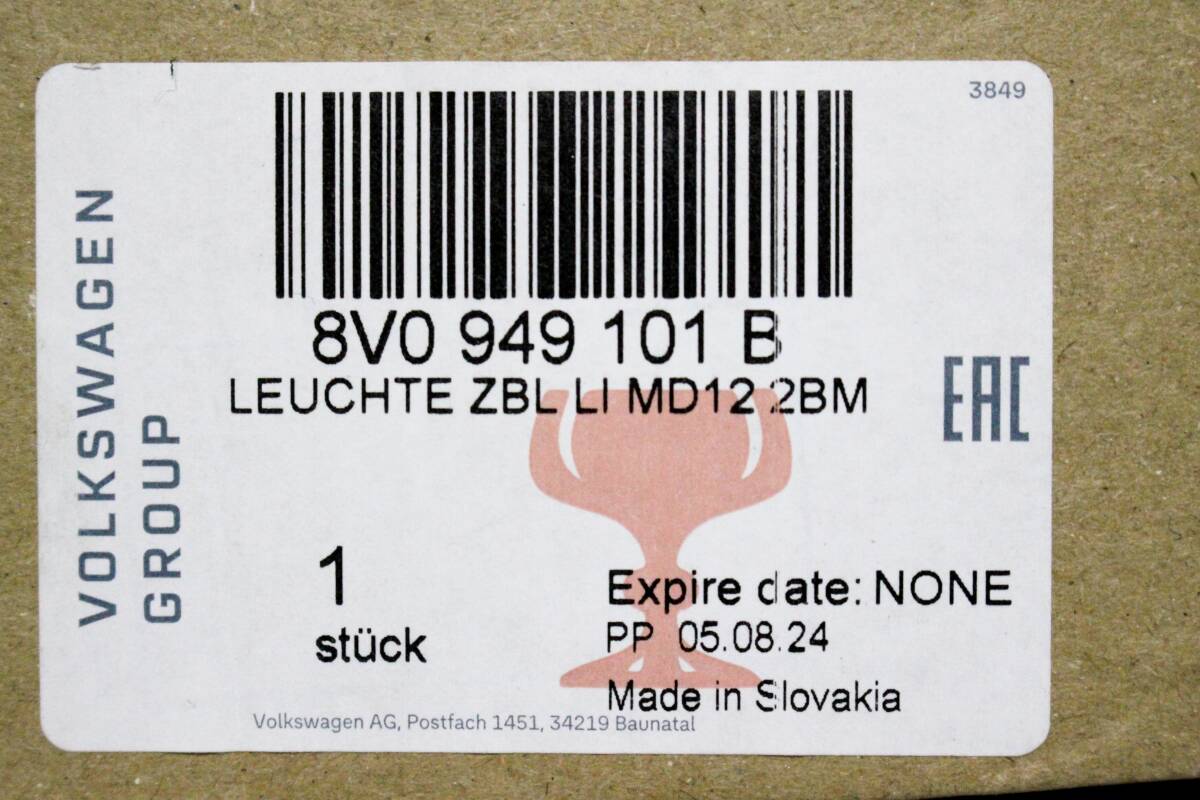 3849
VOLKSWAGEN
GROUP
8V0 949 101 B
LEUCHTE ZBL LI MD12 2BM
EAC
1
stück
Expire date: NONE
PP 05.08.24
Made in Slovakia
Volkswagen AG, Postfach 1451, 34219 Baunatal